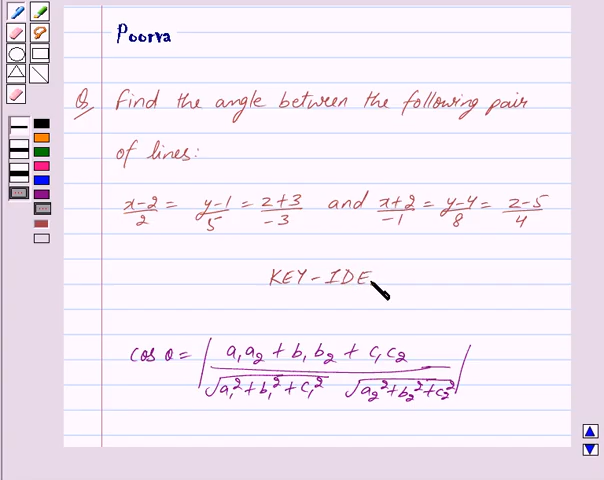 Poorva
Q Find the angle between the following pair
of lines:
x-2/2 = y-1/5 = z+3/-3 and x+2/-1 = y-4/8 = z-5/4
KEY-IDE
cos θ = | a₁a₂ + b₁b₂ + c₁c₂ / √a₁²+b₁²+c₁² √a₂²+b₂²+c₂² |